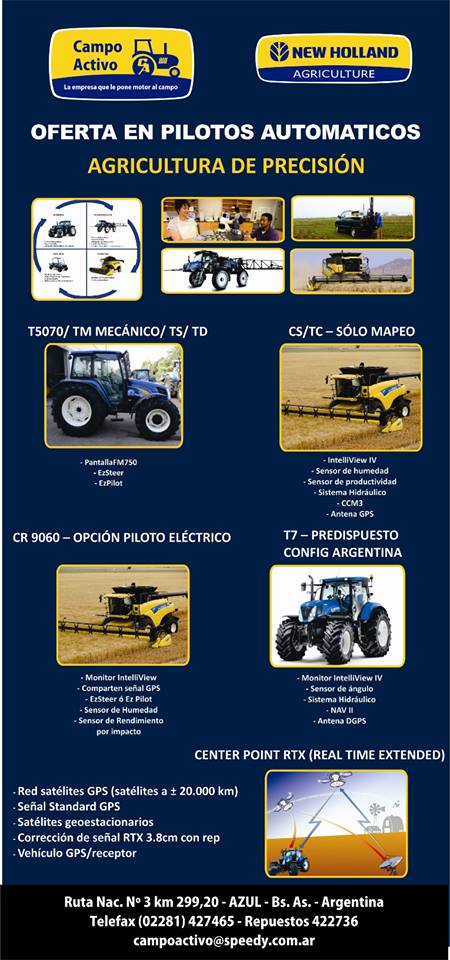 Campo
Activo
CA
La empresa que le pone motor al campo
NEW HOLLAND
AGRICULTURE
OFERTA EN PILOTOS AUTOMATICOS
AGRICULTURA DE PRECISIÓN
T5070/ TM MECÁNICO/ TS/ TD
- PantallaFM750
- EzSteer
- EzPilot
CS/TC – SÓLO MAPEO
- IntelliView IV
- Sensor de humedad
- Sensor de productividad
- Sistema Hidráulico
- CCM3
- Antena GPS
CR 9060 – OPCIÓN PILOTO ELÉCTRICO
- Monitor IntelliView
- Comparten señal GPS
- EzSteer ó Ez Pilot
- Sensor de Humedad
- Sensor de Rendimiento
por impacto
T7 – PREDISPUESTO
CONFIG ARGENTINA
- Monitor IntelliView IV
- Sensor de ángulo
- Sistema Hidráulico
- NAV II
- Antena DGPS
CENTER POINT RTX (REAL TIME EXTENDED)
- Red satélites GPS (satélites a ± 20.000 km)
- Señal Standard GPS
- Satélites geoestacionarios
- Corrección de señal RTX 3.8cm con rep
- Vehículo GPS/receptor
Ruta Nac. Nº 3 km 299,20 - AZUL - Bs. As. - Argentina
Telefax (02281) 427465 - Repuestos 422736
campoactivo@speedy.com.ar